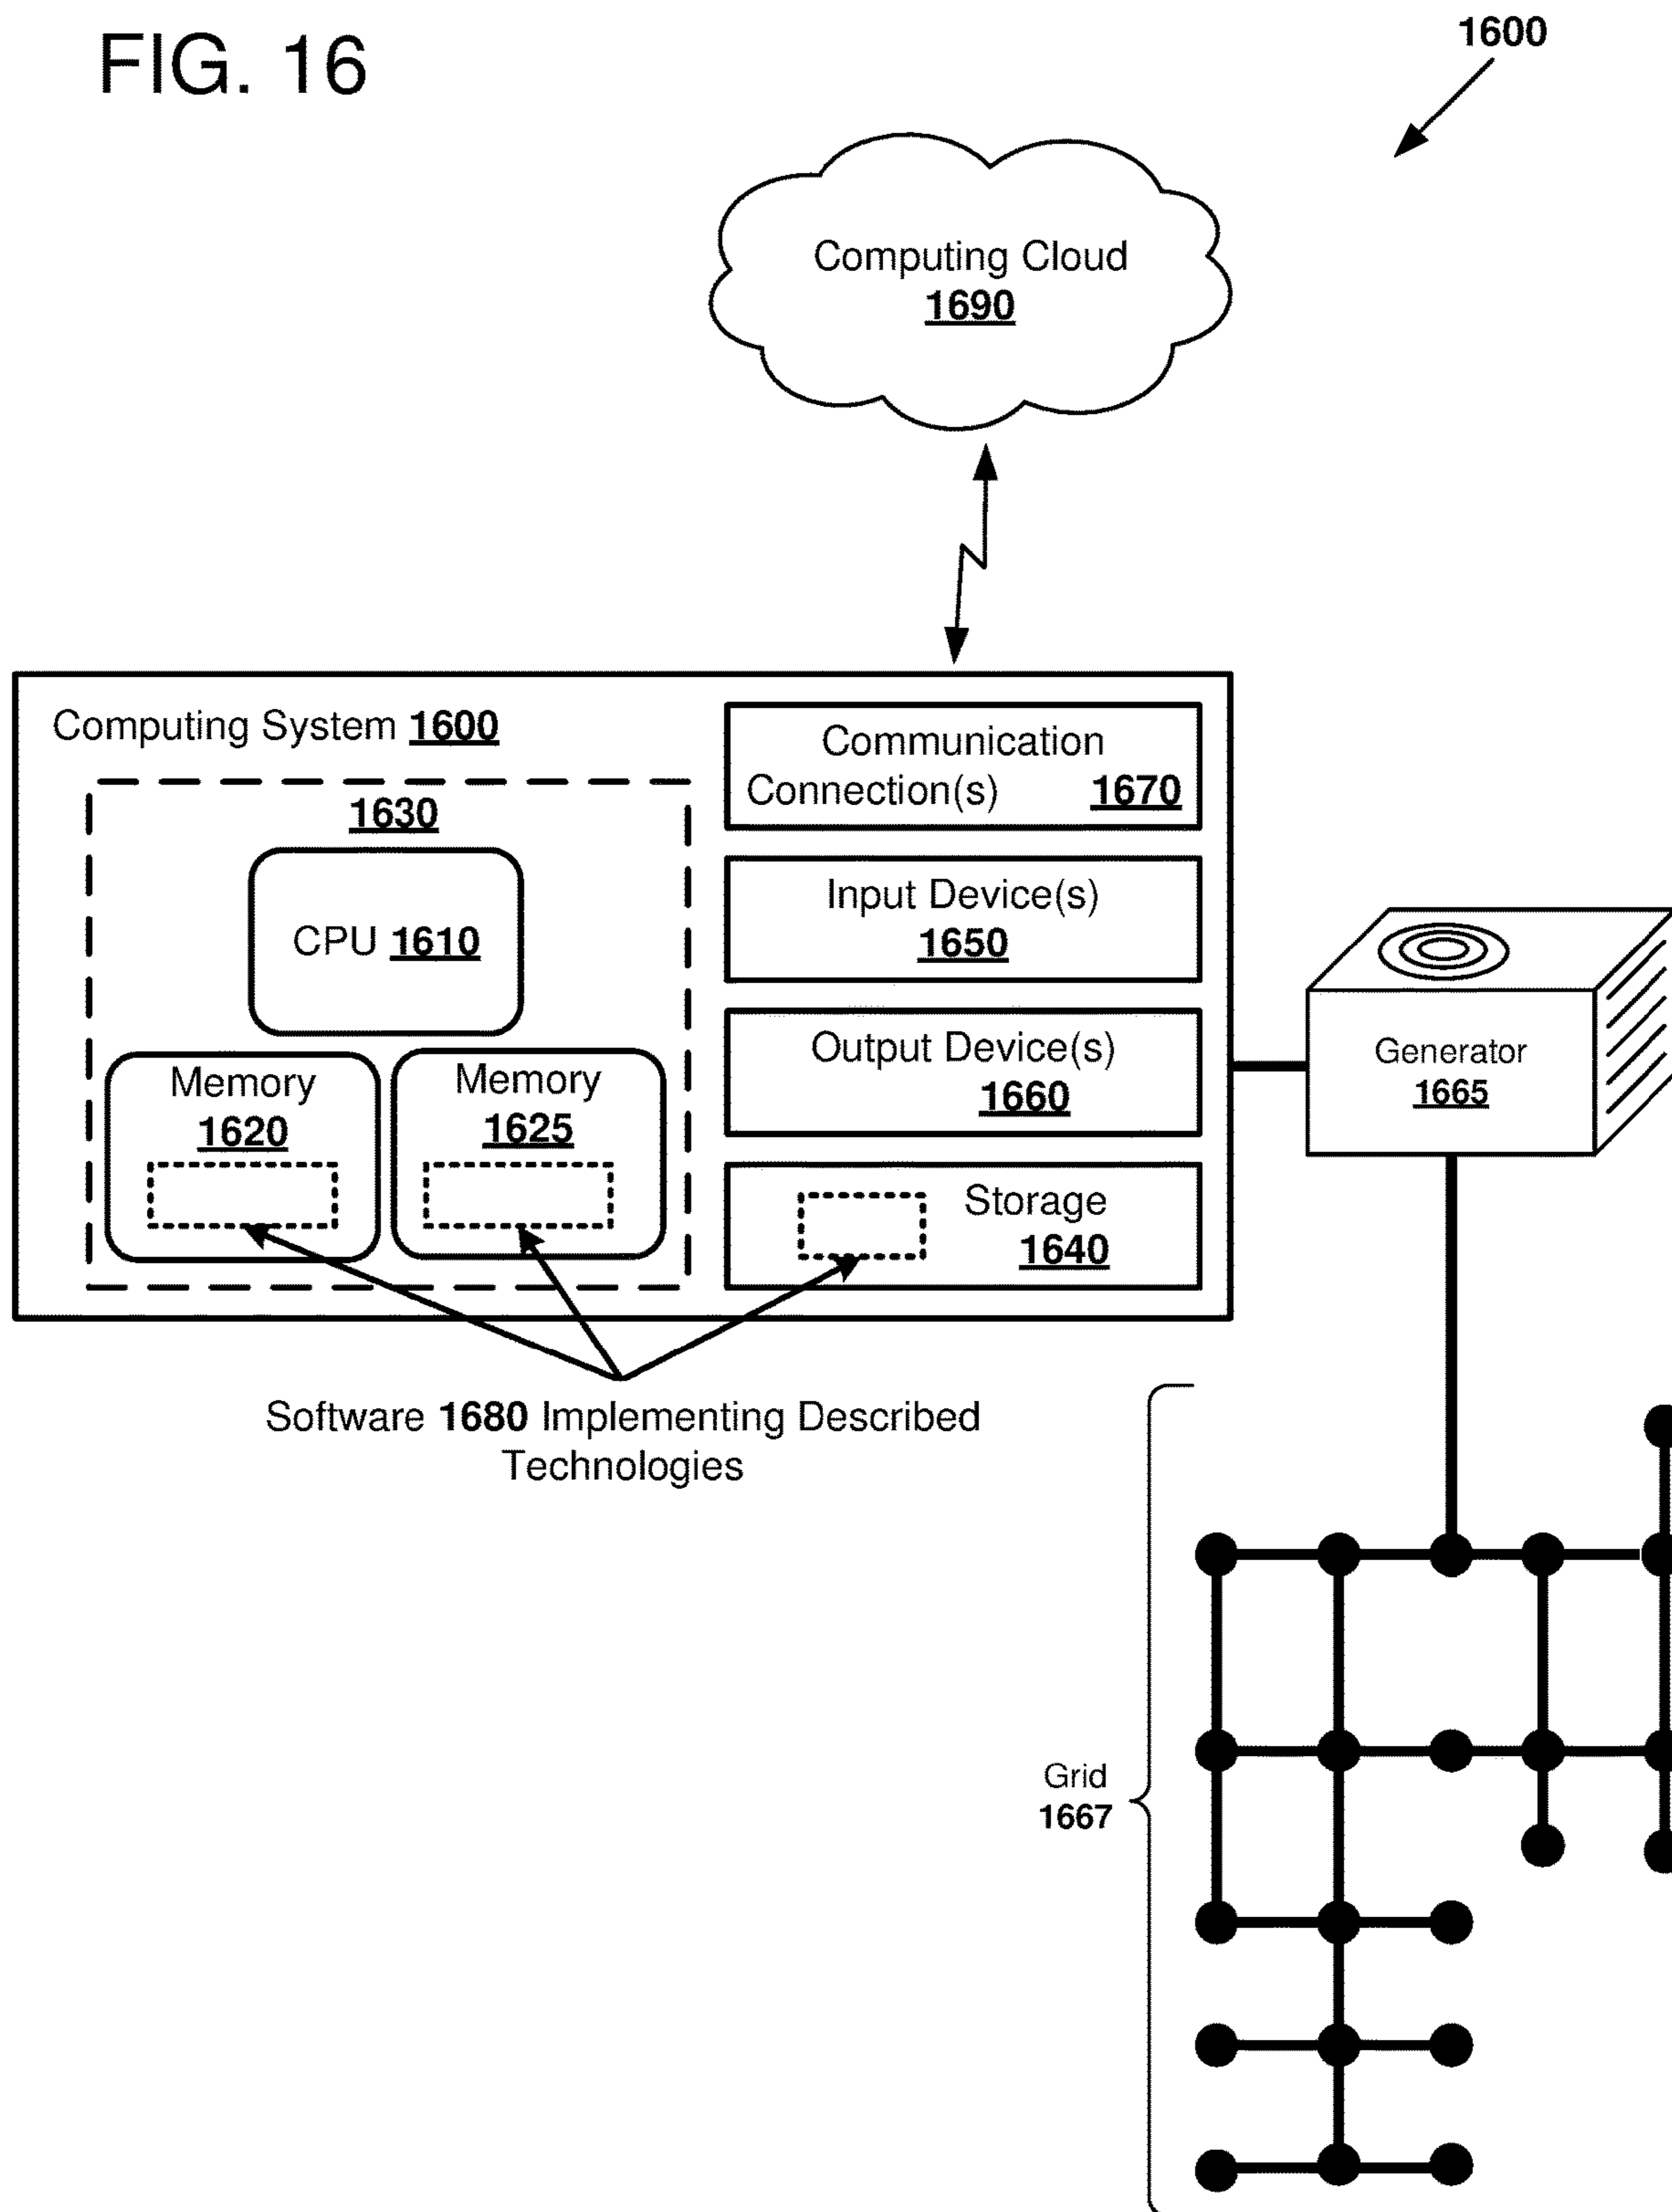 FIG. 16
1600
Computing Cloud
1690
Computing System 1600
1630
CPU 1610
Memory
1620
Memory
1625
Communication
Connection(s) 1670
Input Device(s)
1650
Output Device(s)
1660
Storage
1640
Generator
1665
Software 1680 Implementing Described
Technologies
Grid
1667